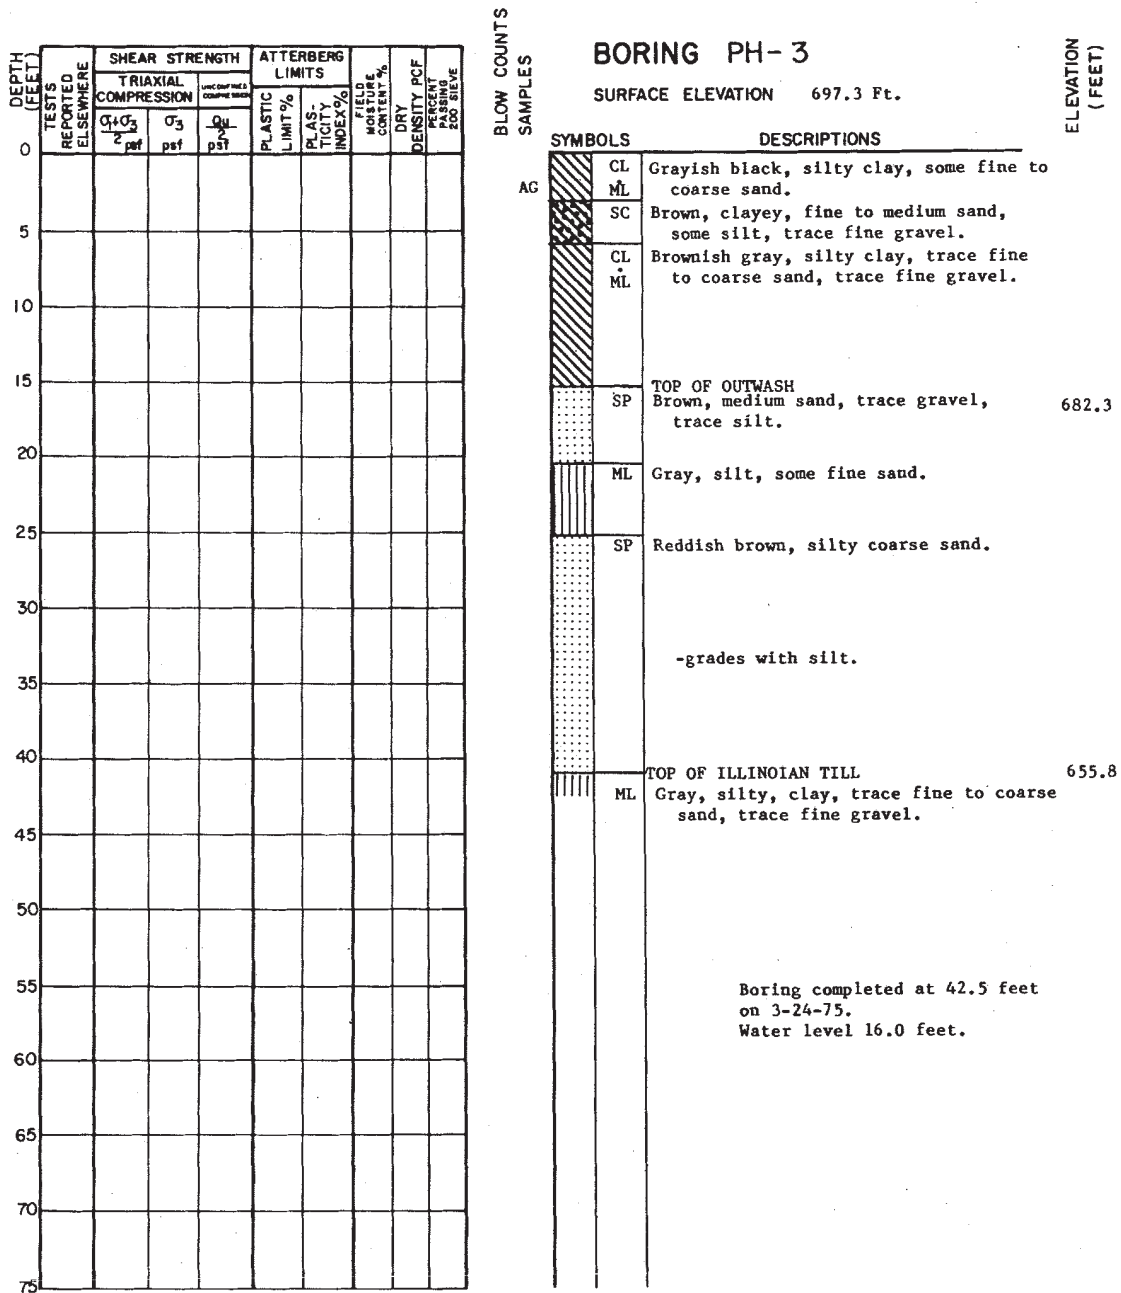 BORING PH-3
SURFACE ELEVATION 697.3 Ft.
DEPTH (FEET)
TESTS REPORTED ELSEWHERE
SHEAR STRENGTH
TRIAXIAL COMPRESSION
UNCONFINED COMPRESSION
σ1+σ3 / 2 psf
σ3 psf
Qu / 2 psf
ATTERBERG LIMITS
PLASTIC LIMIT%
PLAS-TICITY INDEX%
FIELD MOISTURE CONTENT %
DRY DENSITY PCF
PERCENT PASSING 200 SIEVE
BLOW COUNTS
SAMPLES
ELEVATION (FEET)
SYMBOLS DESCRIPTIONS
0
CL Grayish black, silty clay, some fine to
AG ML coarse sand.
SC Brown, clayey, fine to medium sand,
some silt, trace fine gravel.
5
CL Brownish gray, silty clay, trace fine
ML to coarse sand, trace fine gravel.
10
15
TOP OF OUTWASH
SP Brown, medium sand, trace gravel, 682.3
trace silt.
20
ML Gray, silt, some fine sand.
25
SP Reddish brown, silty coarse sand.
30
-grades with silt.
35
40
TOP OF ILLINOIAN TILL 655.8
ML Gray, silty, clay, trace fine to coarse
sand, trace fine gravel.
45
50
55
Boring completed at 42.5 feet
on 3-24-75.
Water level 16.0 feet.
60
65
70
75